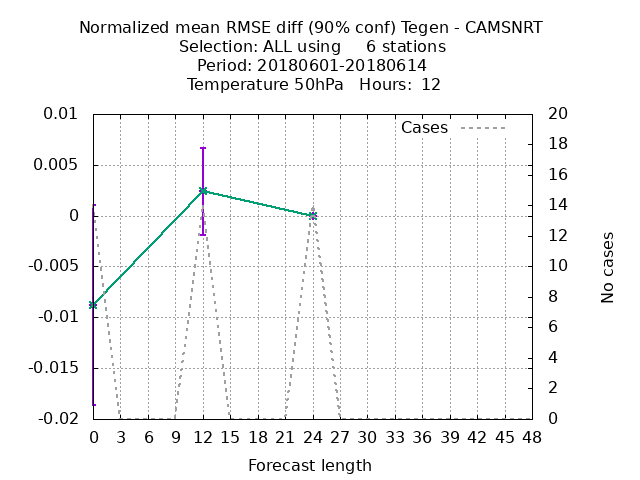 Normalized mean RMSE diff (90% conf) Tegen - CAMSNRT
Selection: ALL using     6 stations
Period: 20180601-20180614
Temperature 50hPa   Hours:  12
Cases
0.01
0.005
0
-0.005
-0.01
-0.015
-0.02
20
18
16
14
12
10
8
6
4
2
0
No cases
0 3 6 9 12 15 18 21 24 27 30 33 36 39 42 45 48
Forecast length